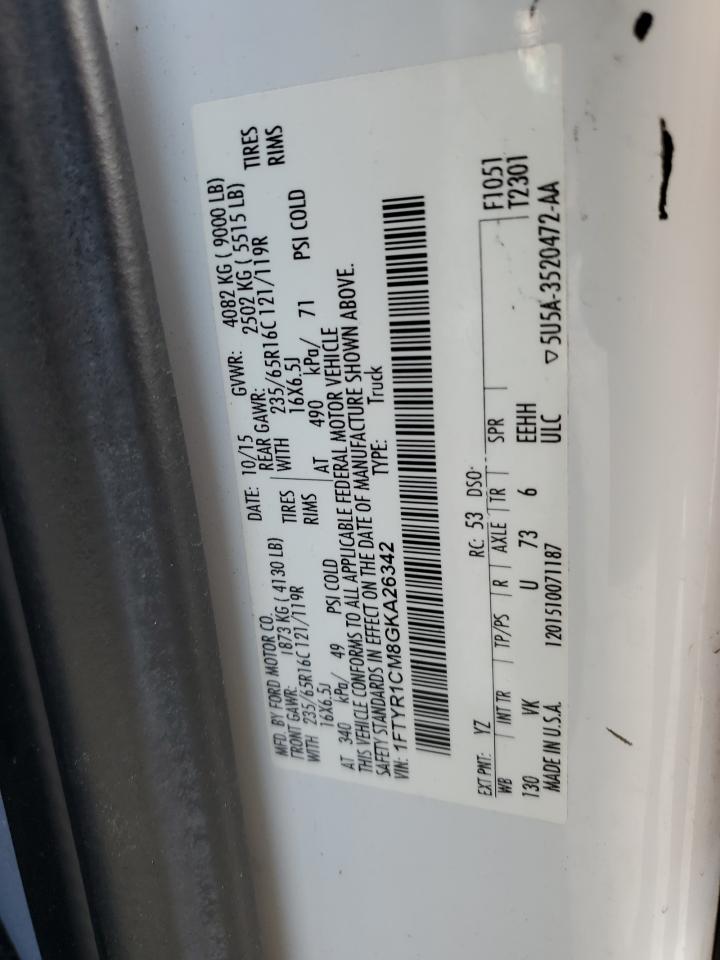 MFD. BY FORD MOTOR CO.
DATE: 10/15 GVWR: 4082 KG ( 9000 LB)
FRONT GAWR: 1873 KG ( 4130 LB) REAR GAWR: 2502 KG ( 5515 LB)
WITH 235/65R16C 121/119R TIRES WITH 235/65R16C 121/119R TIRES
16X6.5J RIMS 16X6.5J RIMS
AT 340 kPa/ 49 PSI COLD AT 490 kPa/ 71 PSI COLD
THIS VEHICLE CONFORMS TO ALL APPLICABLE FEDERAL MOTOR VEHICLE
SAFETY STANDARDS IN EFFECT ON THE DATE OF MANUFACTURE SHOWN ABOVE.
VIN: 1FTYR1CM8GKA26342 TYPE: Truck
EXT PNT: YZ RC: 53 DSO: F1051
WB INT TR TP/PS R AXLE TR SPR T2301
130 VK U 73 6 EEHH
MADE IN U.S.A. 1201510071187 ULC ▽5U5A-3520472-AA